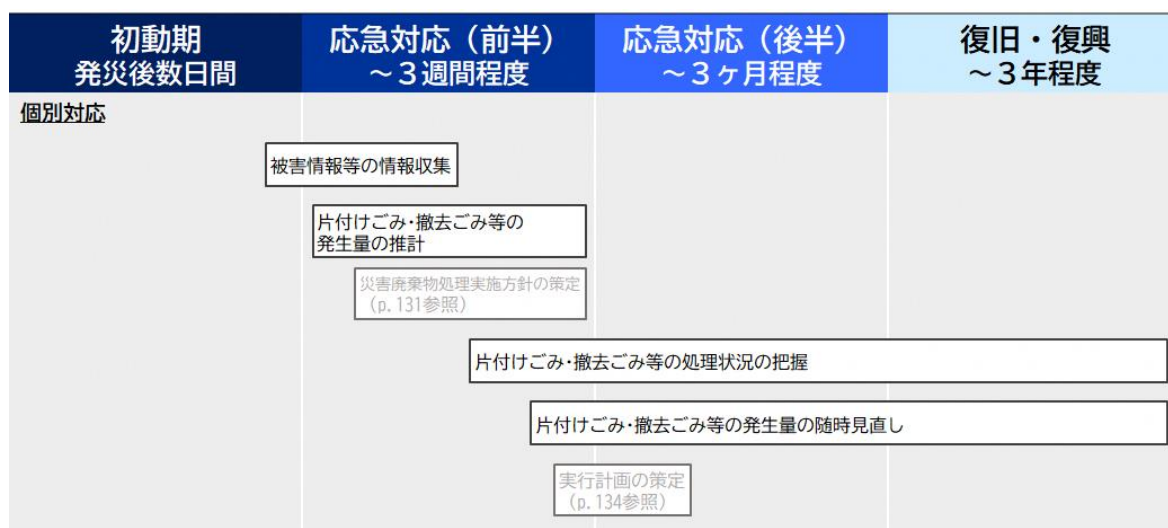 初動期
発災後数日間
応急対応（前半）
～３週間程度
応急対応（後半）
～３ヶ月程度
復旧・復興
～３年程度
個別対応
被害情報等の情報収集
片付けごみ・撤去ごみ等の
発生量の推計
災害廃棄物処理実施方針の策定
（p.131参照）
片付けごみ・撤去ごみ等の処理状況の把握
片付けごみ・撤去ごみ等の発生量の随時見直し
実行計画の策定
（p.134参照）